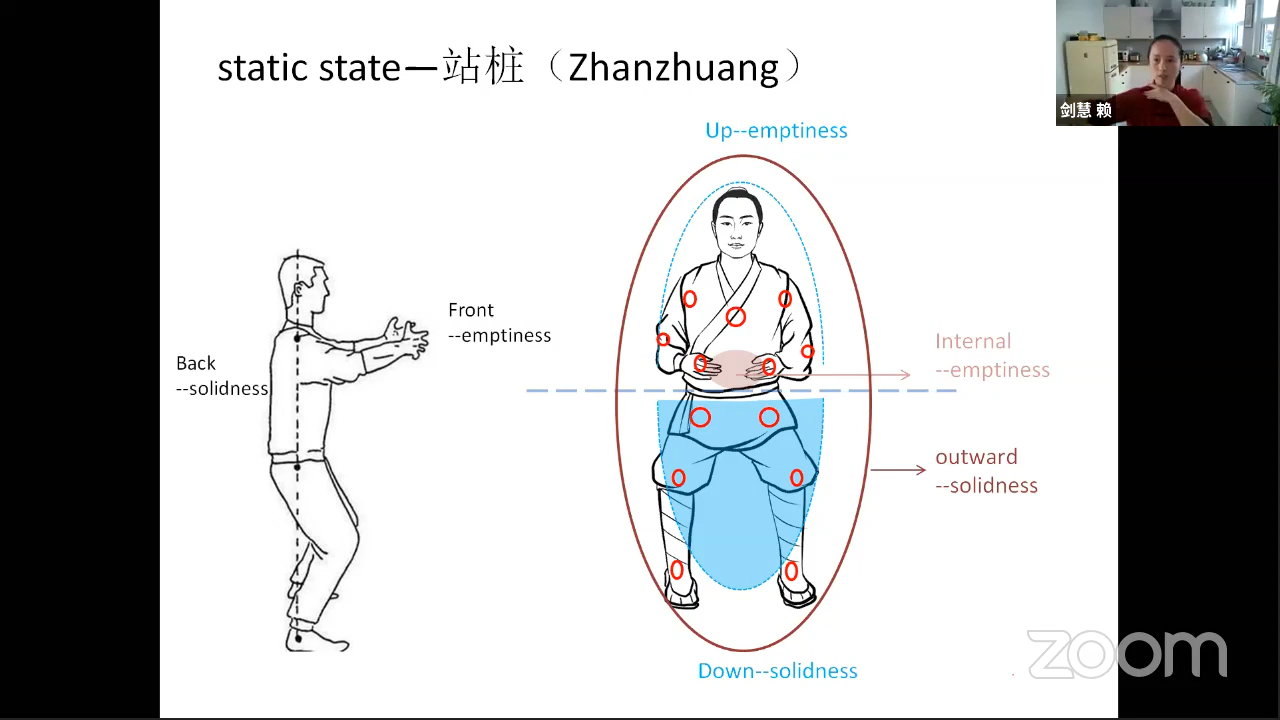 static state—站桩（Zhanzhuang）
剑慧 赖
Up--emptiness
Front
--emptiness
Back
--solidness
Internal
--emptiness
outward
--solidness
Down--solidness
zoom